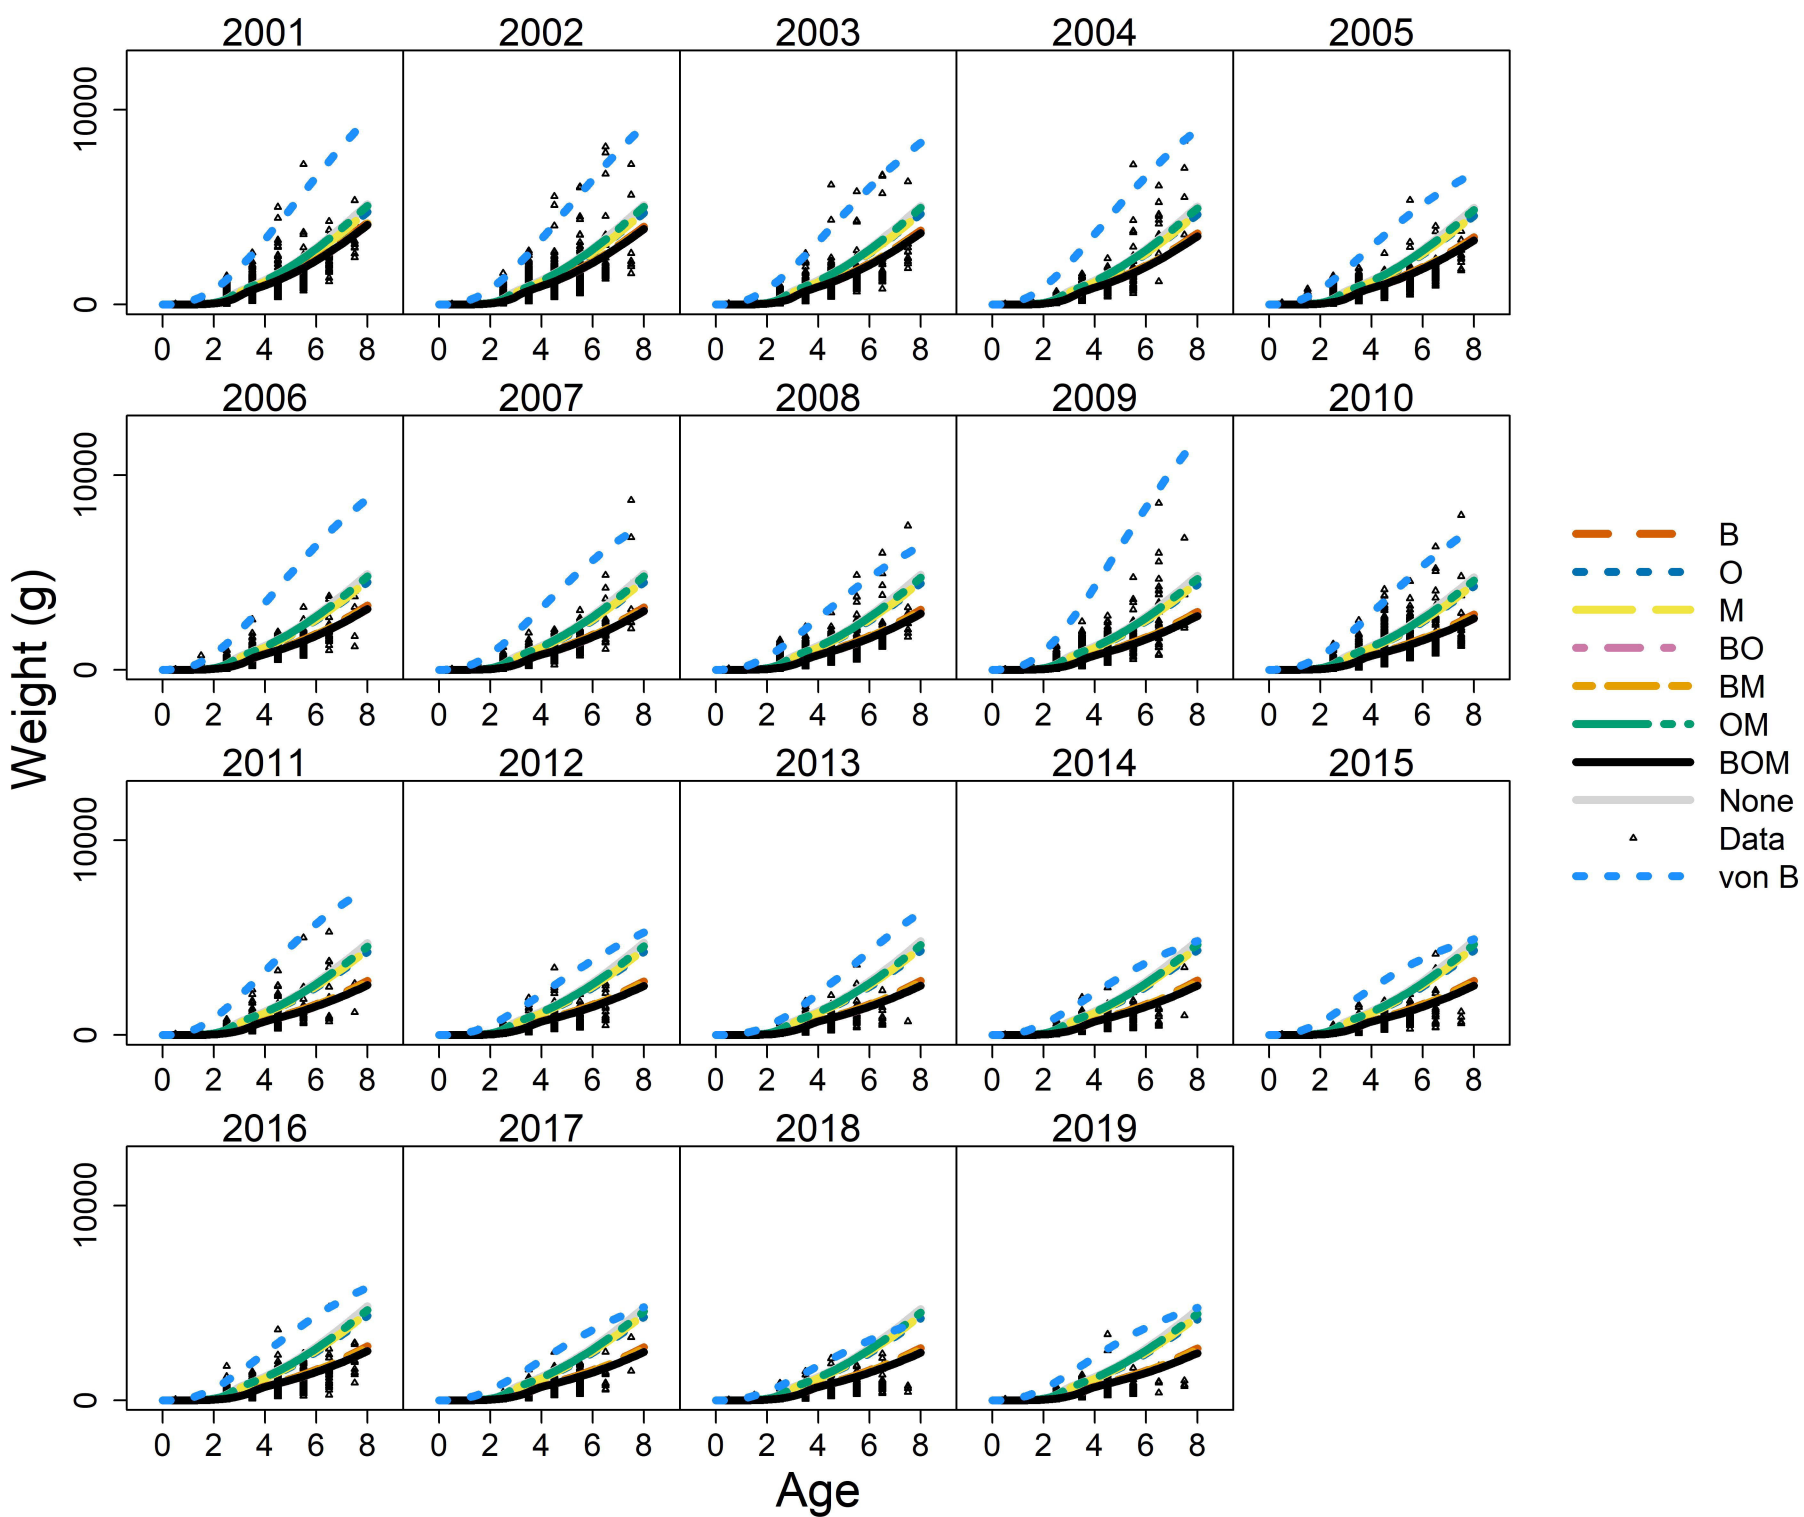 2001 2002 2003 2004 2005
10000
0
0 2 4 6 8 0 2 4 6 8 0 2 4 6 8 0 2 4 6 8 0 2 4 6 8
2006 2007 2008 2009 2010
10000
0
0 2 4 6 8 0 2 4 6 8 0 2 4 6 8 0 2 4 6 8 0 2 4 6 8
2011 2012 2013 2014 2015
10000
0
0 2 4 6 8 0 2 4 6 8 0 2 4 6 8 0 2 4 6 8 0 2 4 6 8
2016 2017 2018 2019
10000
0
0 2 4 6 8 0 2 4 6 8 0 2 4 6 8 0 2 4 6 8
Weight (g)
Age
B
O
M
BO
BM
OM
BOM
None
Data
von B